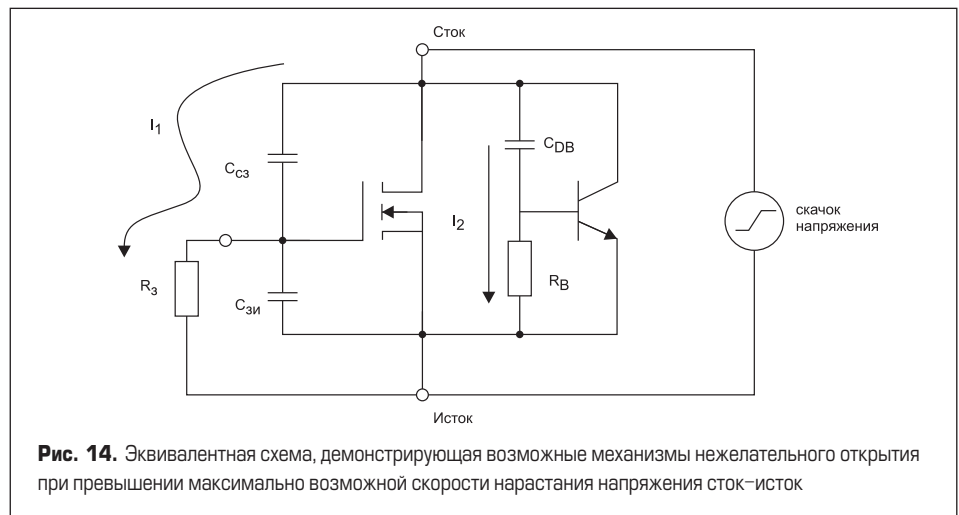 Сток
I1
CСЗ
CDB
I2
скачок
напряжения
RЗ
CЗИ
RB
Исток
Рис. 14. Эквивалентная схема, демонстрирующая возможные механизмы нежелательного открытия
при превышении максимально возможной скорости нарастания напряжения сток–исток